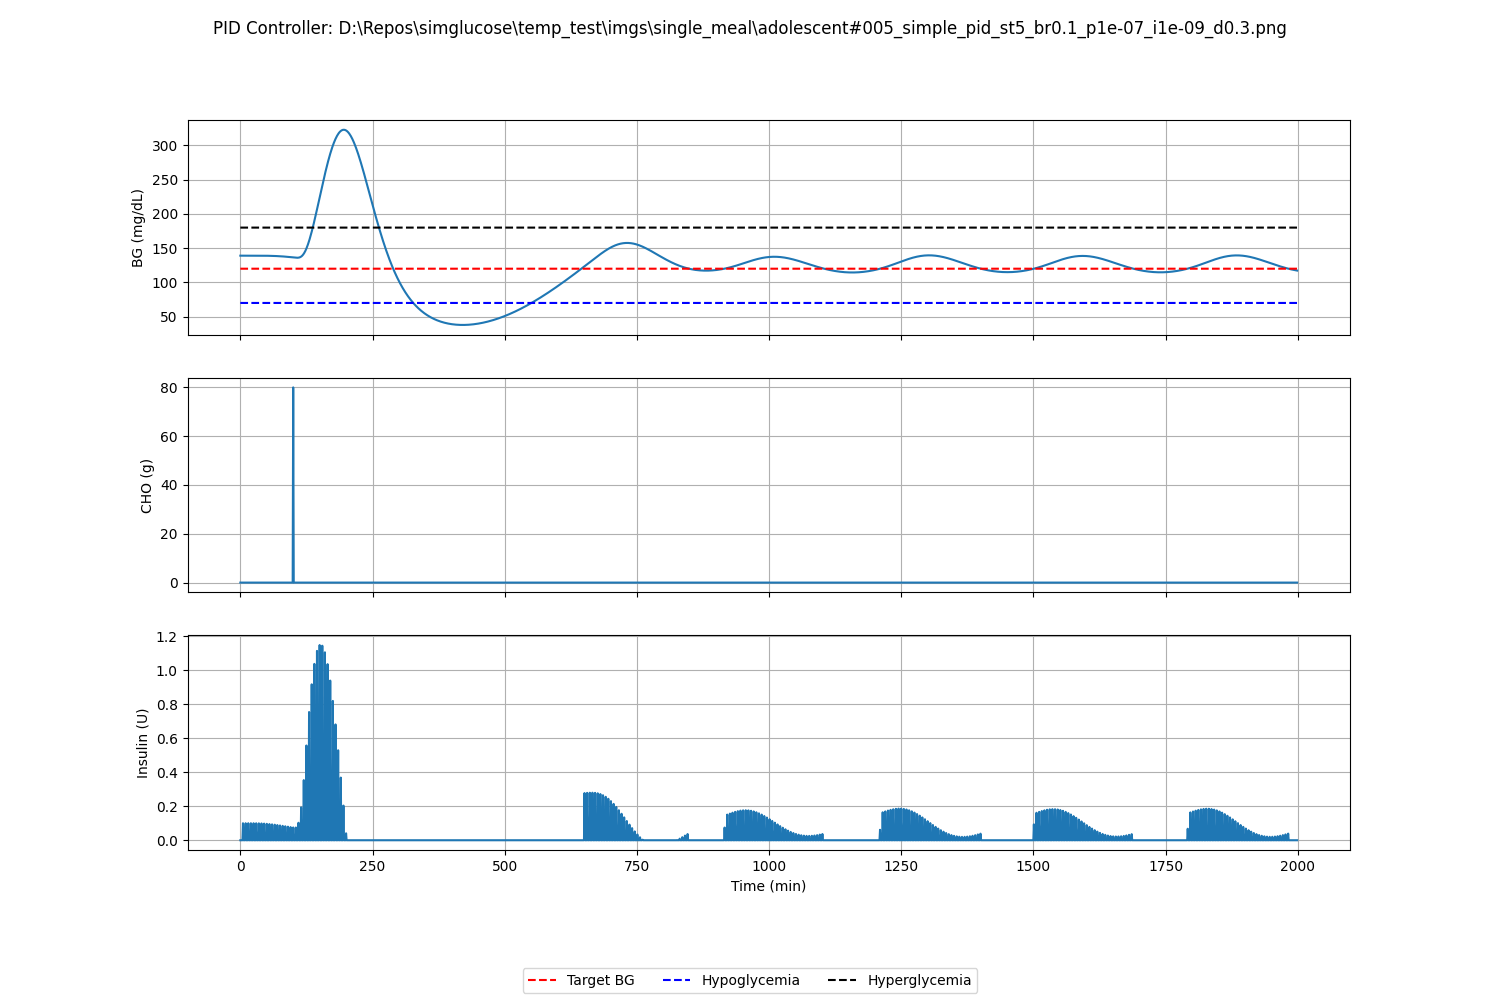 PID Controller: D:\Repos\simglucose\temp_test\imgs\single_meal\adolescent#005_simple_pid_st5_br0.1_p1e-07_i1e-09_d0.3.png
300
250
200
150
100
50
BG (mg/dL)
80
60
40
20
0
CHO (g)
1.2
1.0
0.8
0.6
0.4
0.2
0.0
Insulin (U)
0 250 500 750 1000 1250 1500 1750 2000
Time (min)
Target BG Hypoglycemia Hyperglycemia